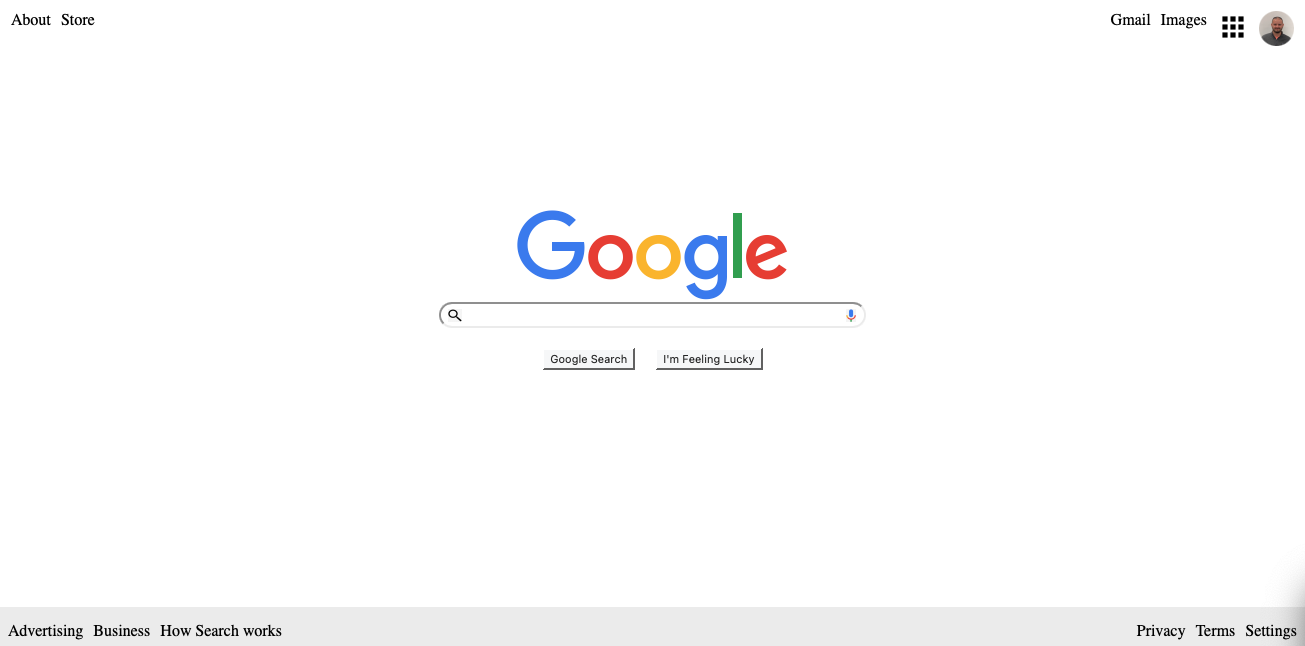 About Store
Gmail Images
Google
Google Search I'm Feeling Lucky
Advertising Business How Search works
Privacy Terms Settings